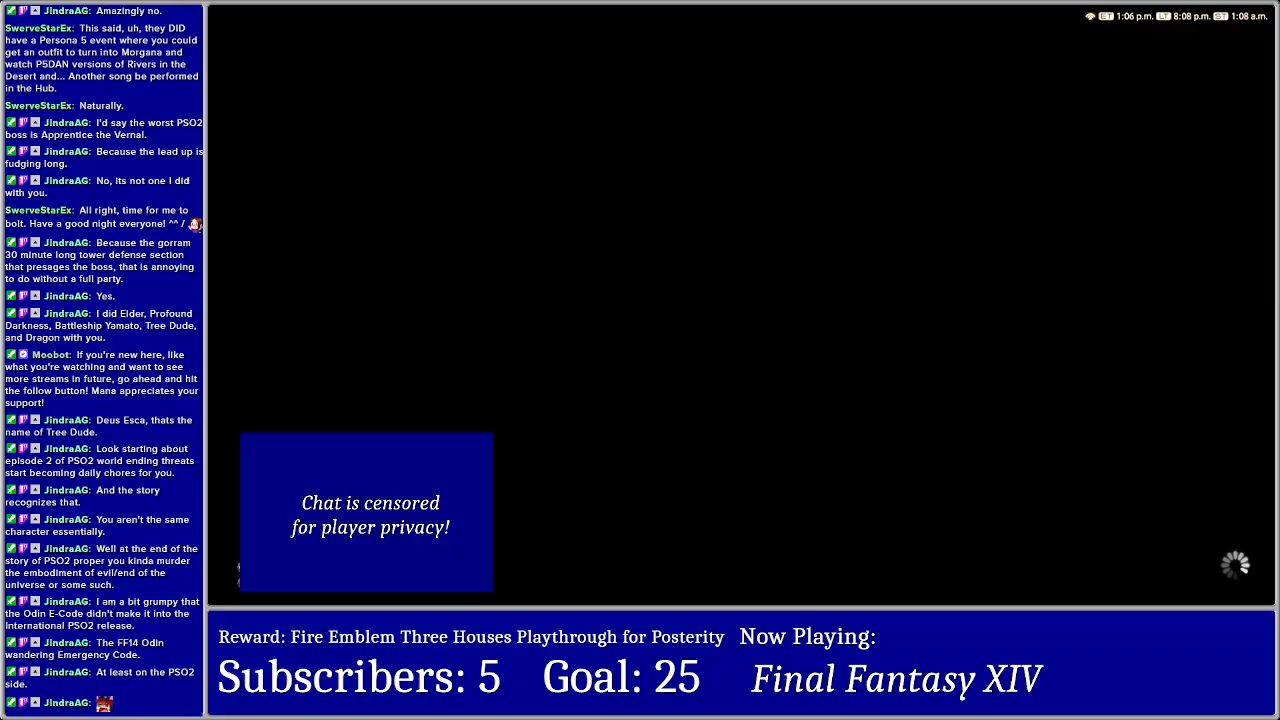 JindraAG: Amazingly no.
SwerveStarEx: This said, uh, they DID
have a Persona 5 event where you could
get an outfit to turn into Morgana and
watch P5DAN versions of Rivers in the
Desert and... Another song be performed
in the Hub.
SwerveStarEx: Naturally.
JindraAG: I'd say the worst PSO2
boss is Apprentice the Vernal.
JindraAG: Because the lead up is
fudging long.
JindraAG: No, its not one I did
with you.
SwerveStarEx: All right, time for me to
bolt. Have a good night everyone! ^^ /
JindraAG: Because the gorram
30 minute long tower defense section
that presages the boss, that is annoying
to do without a full party.
JindraAG: Yes.
JindraAG: I did Elder, Profound
Darkness, Battleship Yamato, Tree Dude,
and Dragon with you.
Moobot: If you're new here, like
what you're watching and want to see
more streams in future, go ahead and hit
the follow button! Mana appreciates your
support!
JindraAG: Deus Esca, thats the
name of Tree Dude.
JindraAG: Look starting about
episode 2 of PSO2 world ending threats
start becoming daily chores for you.
JindraAG: And the story
recognizes that.
JindraAG: You aren't the same
character essentially.
JindraAG: Well at the end of the
story of PSO2 proper you kinda murder
the embodiment of evil/end of the
universe or some such.
JindraAG: I am a bit grumpy that
the Odin E-Code didn't make it into the
International PSO2 release.
JindraAG: The FF14 Odin
wandering Emergency Code.
JindraAG: At least on the PSO2
side.
JindraAG:
ET 1:06 p.m. LT 8:08 p.m. ST 1:08 a.m.
Chat is censored
for player privacy!
Reward: Fire Emblem Three Houses Playthrough for Posterity
Subscribers: 5 Goal: 25
Now Playing:
Final Fantasy XIV